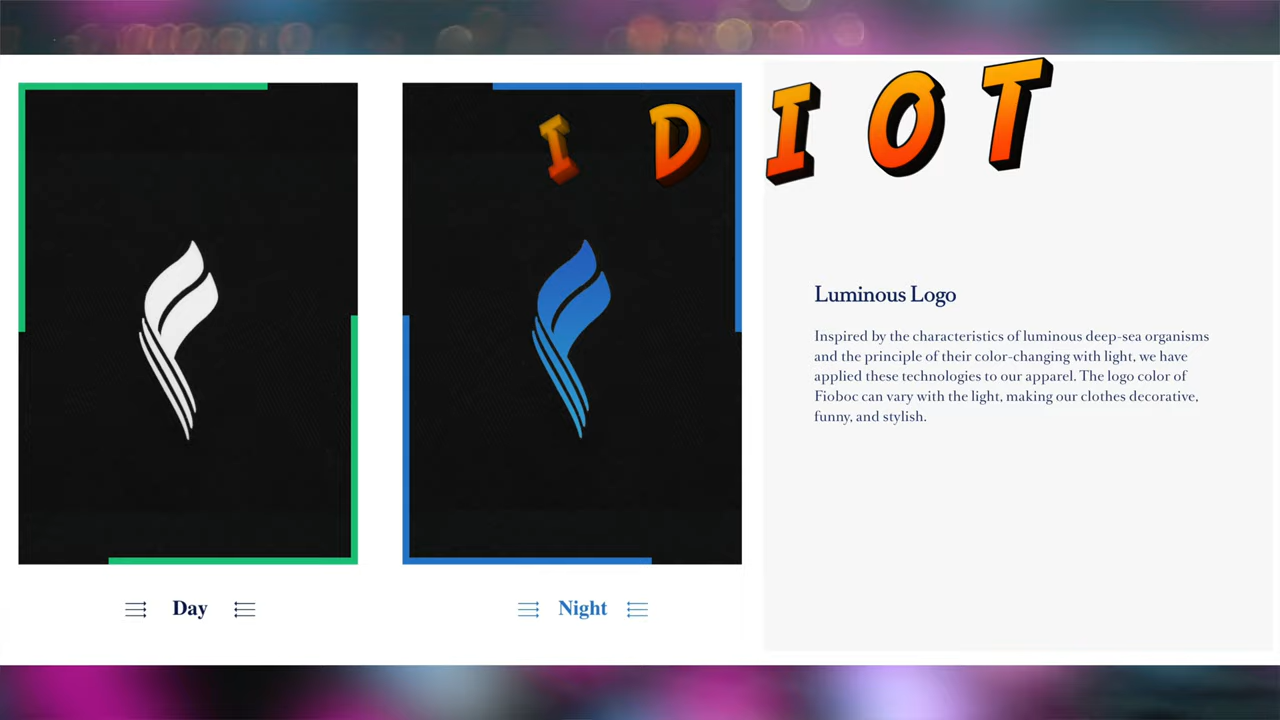 IDIOT
Luminous Logo
Inspired by the characteristics of luminous deep-sea organisms
and the principle of their color-changing with light, we have
applied these technologies to our apparel. The logo color of
Fioboc can vary with the light, making our clothes decorative,
funny, and stylish.
Day
Night